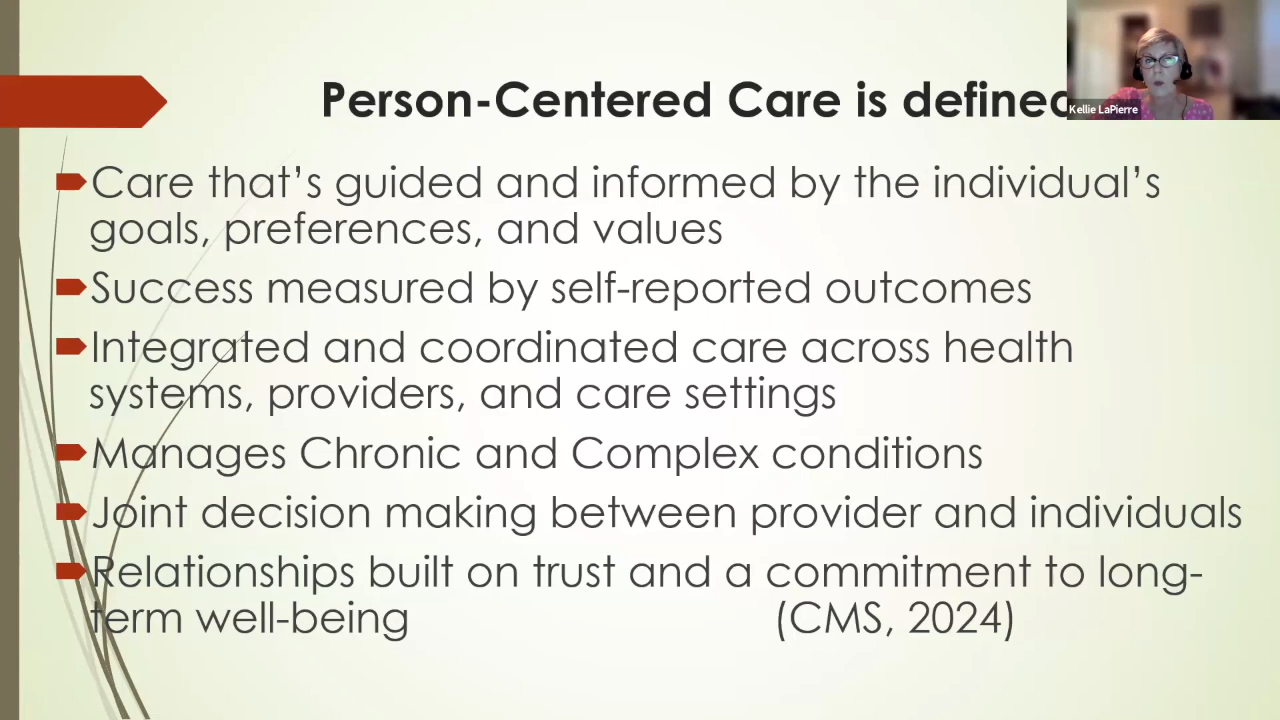 Person-Centered Care is defined
Kellie LaPierre
Care that's guided and informed by the individual's
goals, preferences, and values
Success measured by self-reported outcomes
Integrated and coordinated care across health
systems, providers, and care settings
Manages Chronic and Complex conditions
Joint decision making between provider and individuals
Relationships built on trust and a commitment to long-
term well-being (CMS, 2024)